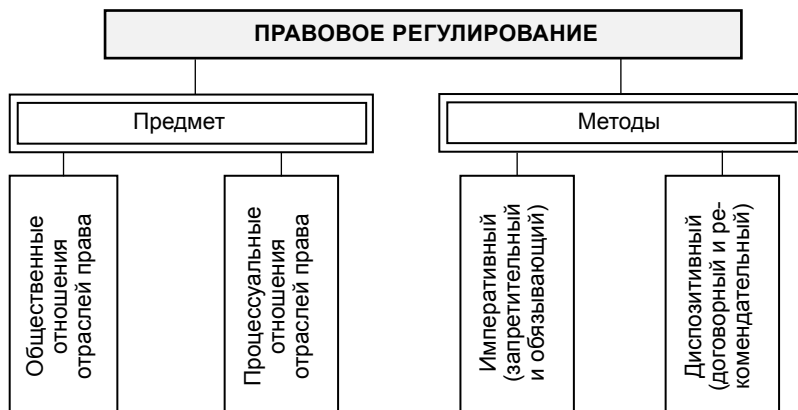 ПРАВОВОЕ РЕГУЛИРОВАНИЕ
Предмет
Методы
Общественные
отношения
отраслей права
Процессуальные
отношения
отраслей права
Императивный
(запретительный
и обязывающий)
Диспозитивный
(договорный и ре-
комендательный)